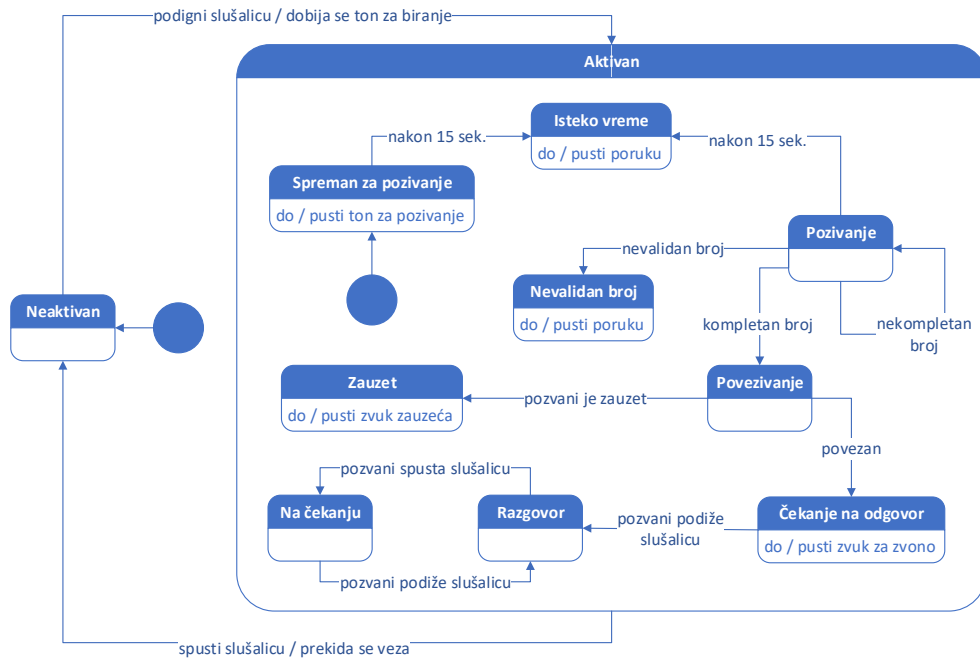 podigni slušalicu / dobija se ton za biranje
Aktivan
Isteko vreme
do / pusti poruku
nakon 15 sek.
nakon 15 sek.
Spreman za pozivanje
do / pusti ton za pozivanje
Pozivanje
nevalidan broj
Nevalidan broj
do / pusti poruku
Neaktivan
kompletan broj
nekompletan
broj
Zauzet
do / pusti zvuk zauzeća
pozvani je zauzet
Povezivanje
povezan
pozvani spusta slušalicu
Na čekanju
Razgovor
pozvani podiže
slušalicu
Čekanje na odgovor
do / pusti zvuk za zvono
pozvani podiže slušalicu
spusti slušalicu / prekida se veza